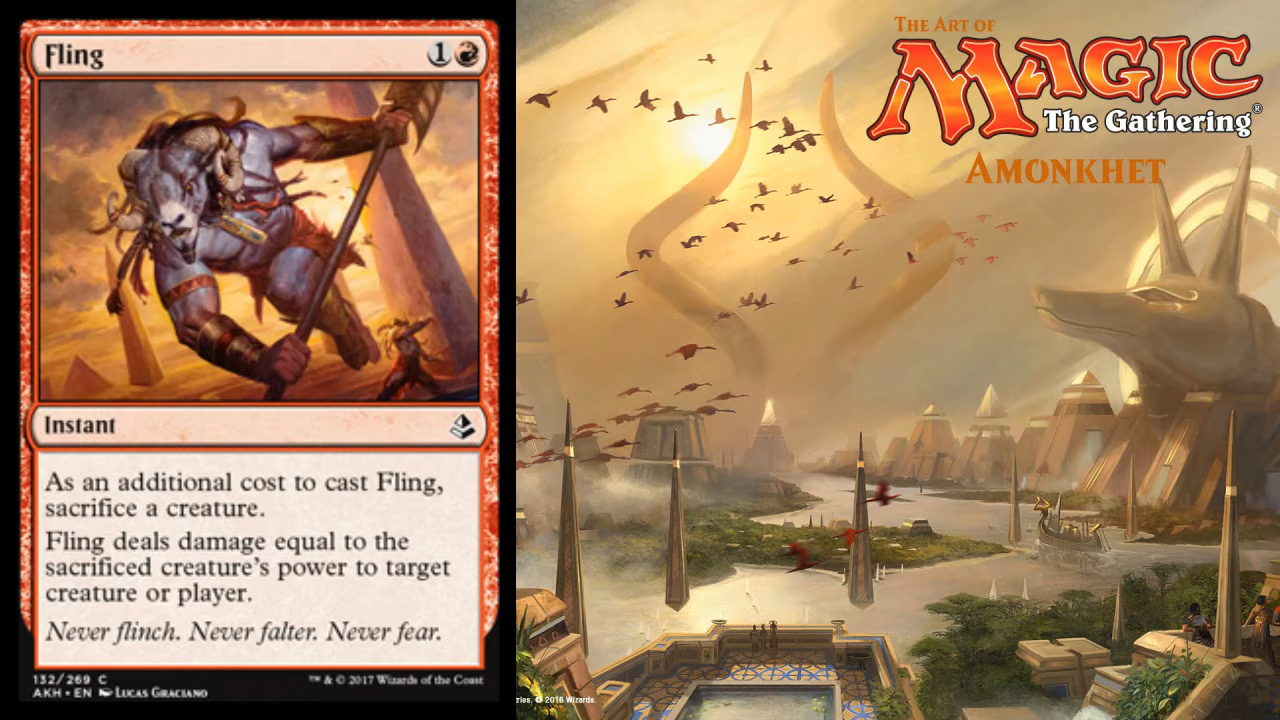 Fling
1
Instant
As an additional cost to cast Fling,
sacrifice a creature.
Fling deals damage equal to the
sacrificed creature's power to target
creature or player.
Never flinch. Never falter. Never fear.
132/269 C
AKH • EN Lucas Graciano
™ & © 2017 Wizards of the Coast
The Art of
Magic
The Gathering®
Amonkhet
© 2016 Wizards.